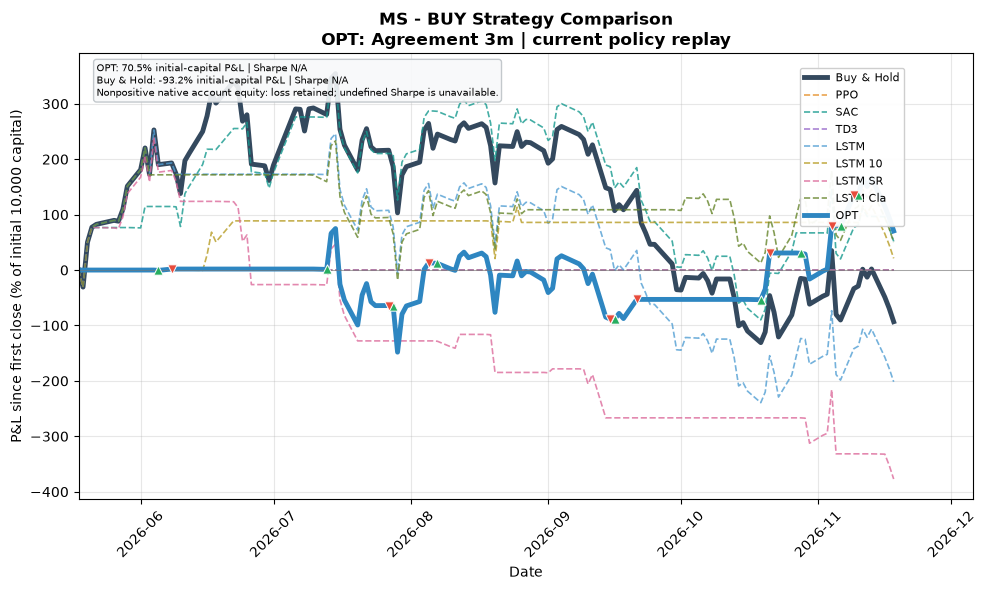 MS - BUY Strategy Comparison
OPT: Agreement 3m | current policy replay
OPT: 70.5% initial-capital P&L | Sharpe N/A
Buy & Hold: -93.2% initial-capital P&L | Sharpe N/A
Nonpositive native account equity: loss retained; undefined Sharpe is unavailable.
Buy & Hold
PPO
SAC
TD3
LSTM
LSTM 10
LSTM SR
LSTM Cla
OPT
P&L since first close (% of initial 10,000 capital)
300
200
100
0
−100
−200
−300
−400
2026-06
2026-07
2026-08
2026-09
2026-10
2026-11
2026-12
Date